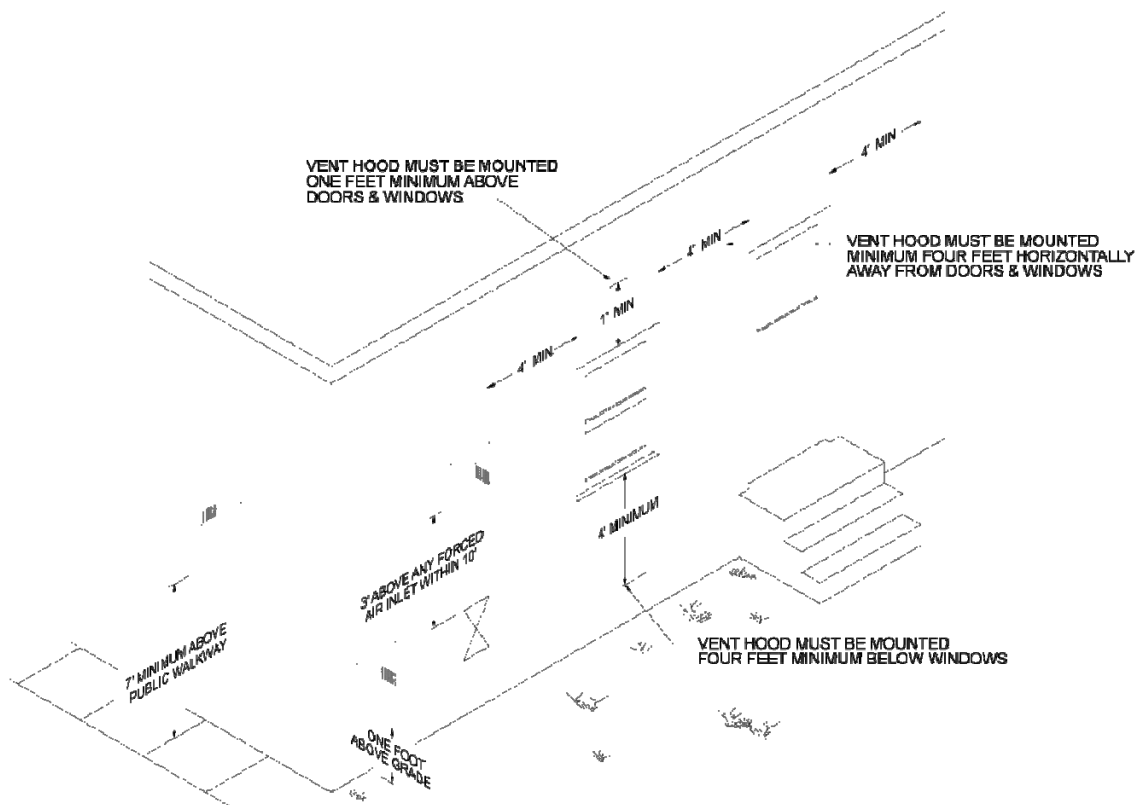 4' MIN
VENT HOOD MUST BE MOUNTED
ONE FEET MINIMUM ABOVE
DOORS & WINDOWS
4' MIN
VENT HOOD MUST BE MOUNTED
MINIMUM FOUR FEET HORIZONTALLY
AWAY FROM DOORS & WINDOWS
1' MIN
4' MIN
4' MINIMUM
3' ABOVE ANY FORCED
AIR INLET WITHIN 10'
7' MINIMUM ABOVE
PUBLIC WALKWAY
VENT HOOD MUST BE MOUNTED
FOUR FEET MINIMUM BELOW WINDOWS
ONE FOOT
ABOVE GRADE